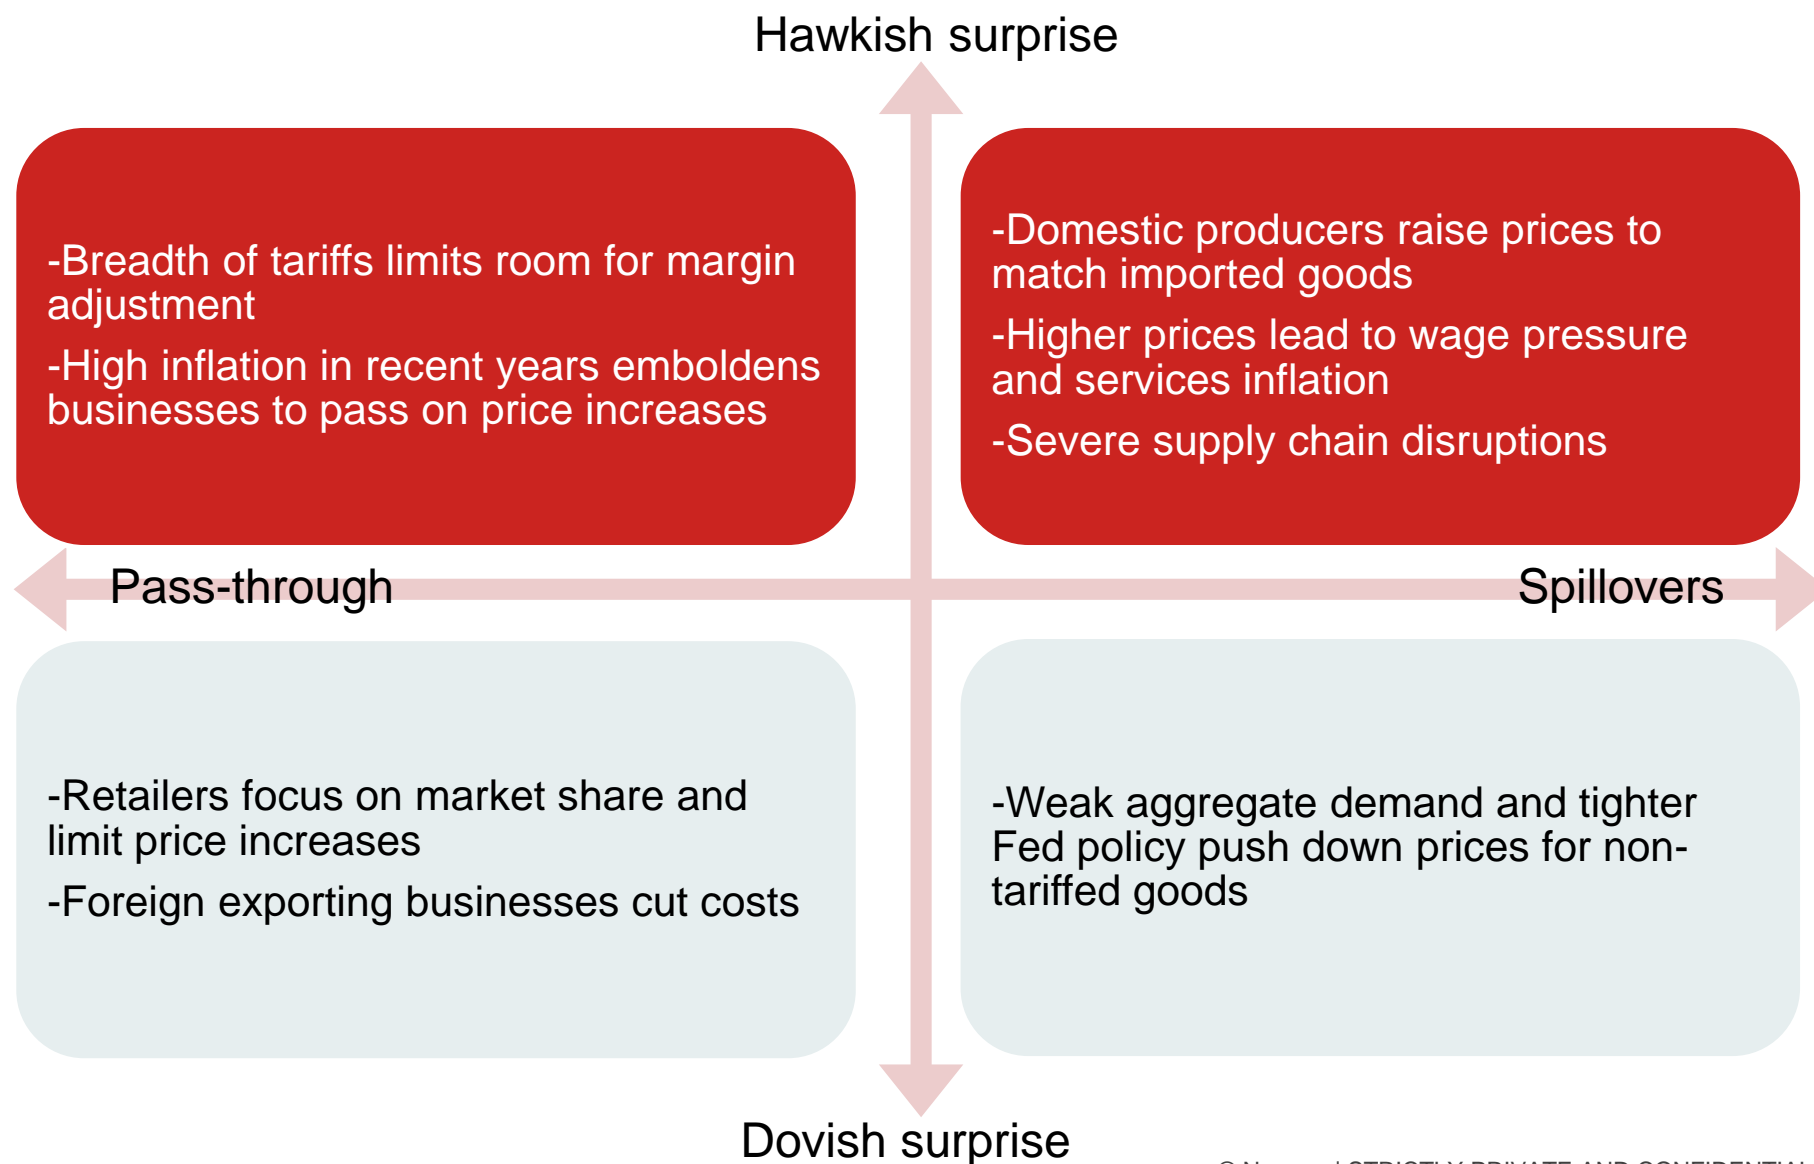 Hawkish surprise
-Breadth of tariffs limits room for margin
adjustment
-High inflation in recent years emboldens
businesses to pass on price increases
-Domestic producers raise prices to
match imported goods
-Higher prices lead to wage pressure
and services inflation
-Severe supply chain disruptions
Pass-through
Spillovers
-Retailers focus on market share and
limit price increases
-Foreign exporting businesses cut costs
-Weak aggregate demand and tighter
Fed policy push down prices for non-
tariffed goods
Dovish surprise
STRICTLY PRIVATE AND CONFIDENTIAL